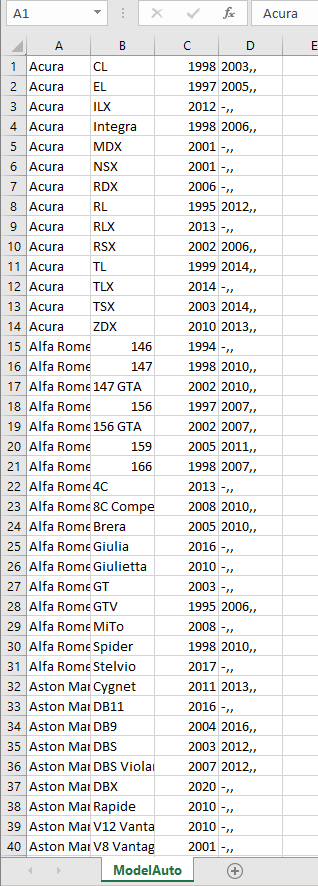 A1 fx Acura
A B C D E
1 Acura CL 1998 2003,,
2 Acura EL 1997 2005,,
3 Acura ILX 2012 -,,
4 Acura Integra 1998 2006,,
5 Acura MDX 2001 -,,
6 Acura NSX 2001 -,,
7 Acura RDX 2006 -,,
8 Acura RL 1995 2012,,
9 Acura RLX 2013 -,,
10 Acura RSX 2002 2006,,
11 Acura TL 1999 2014,,
12 Acura TLX 2014 -,,
13 Acura TSX 2003 2014,,
14 Acura ZDX 2010 2013,,
15 Alfa Rome 146 1994 -,,
16 Alfa Rome 147 1998 2010,,
17 Alfa Rome 147 GTA 2002 2010,,
18 Alfa Rome 156 1997 2007,,
19 Alfa Rome 156 GTA 2002 2007,,
20 Alfa Rome 159 2005 2011,,
21 Alfa Rome 166 1998 2007,,
22 Alfa Rome 4C 2013 -,,
23 Alfa Rome 8C Compe 2008 2010,,
24 Alfa Rome Brera 2005 2010,,
25 Alfa Rome Giulia 2016 -,,
26 Alfa Rome Giulietta 2010 -,,
27 Alfa Rome GT 2003 -,,
28 Alfa Rome GTV 1995 2006,,
29 Alfa Rome MiTo 2008 -,,
30 Alfa Rome Spider 1998 2010,,
31 Alfa Rome Stelvio 2017 -,,
32 Aston Mar Cygnet 2011 2013,,
33 Aston Mar DB11 2016 -,,
34 Aston Mar DB9 2004 2016,,
35 Aston Mar DBS 2003 2012,,
36 Aston Mar DBS Violan 2007 2012,,
37 Aston Mar DBX 2020 -,,
38 Aston Mar Rapide 2010 -,,
39 Aston Mar V12 Vanta 2010 -,,
40 Aston Mar V8 Vantag 2001 -,,
ModelAuto